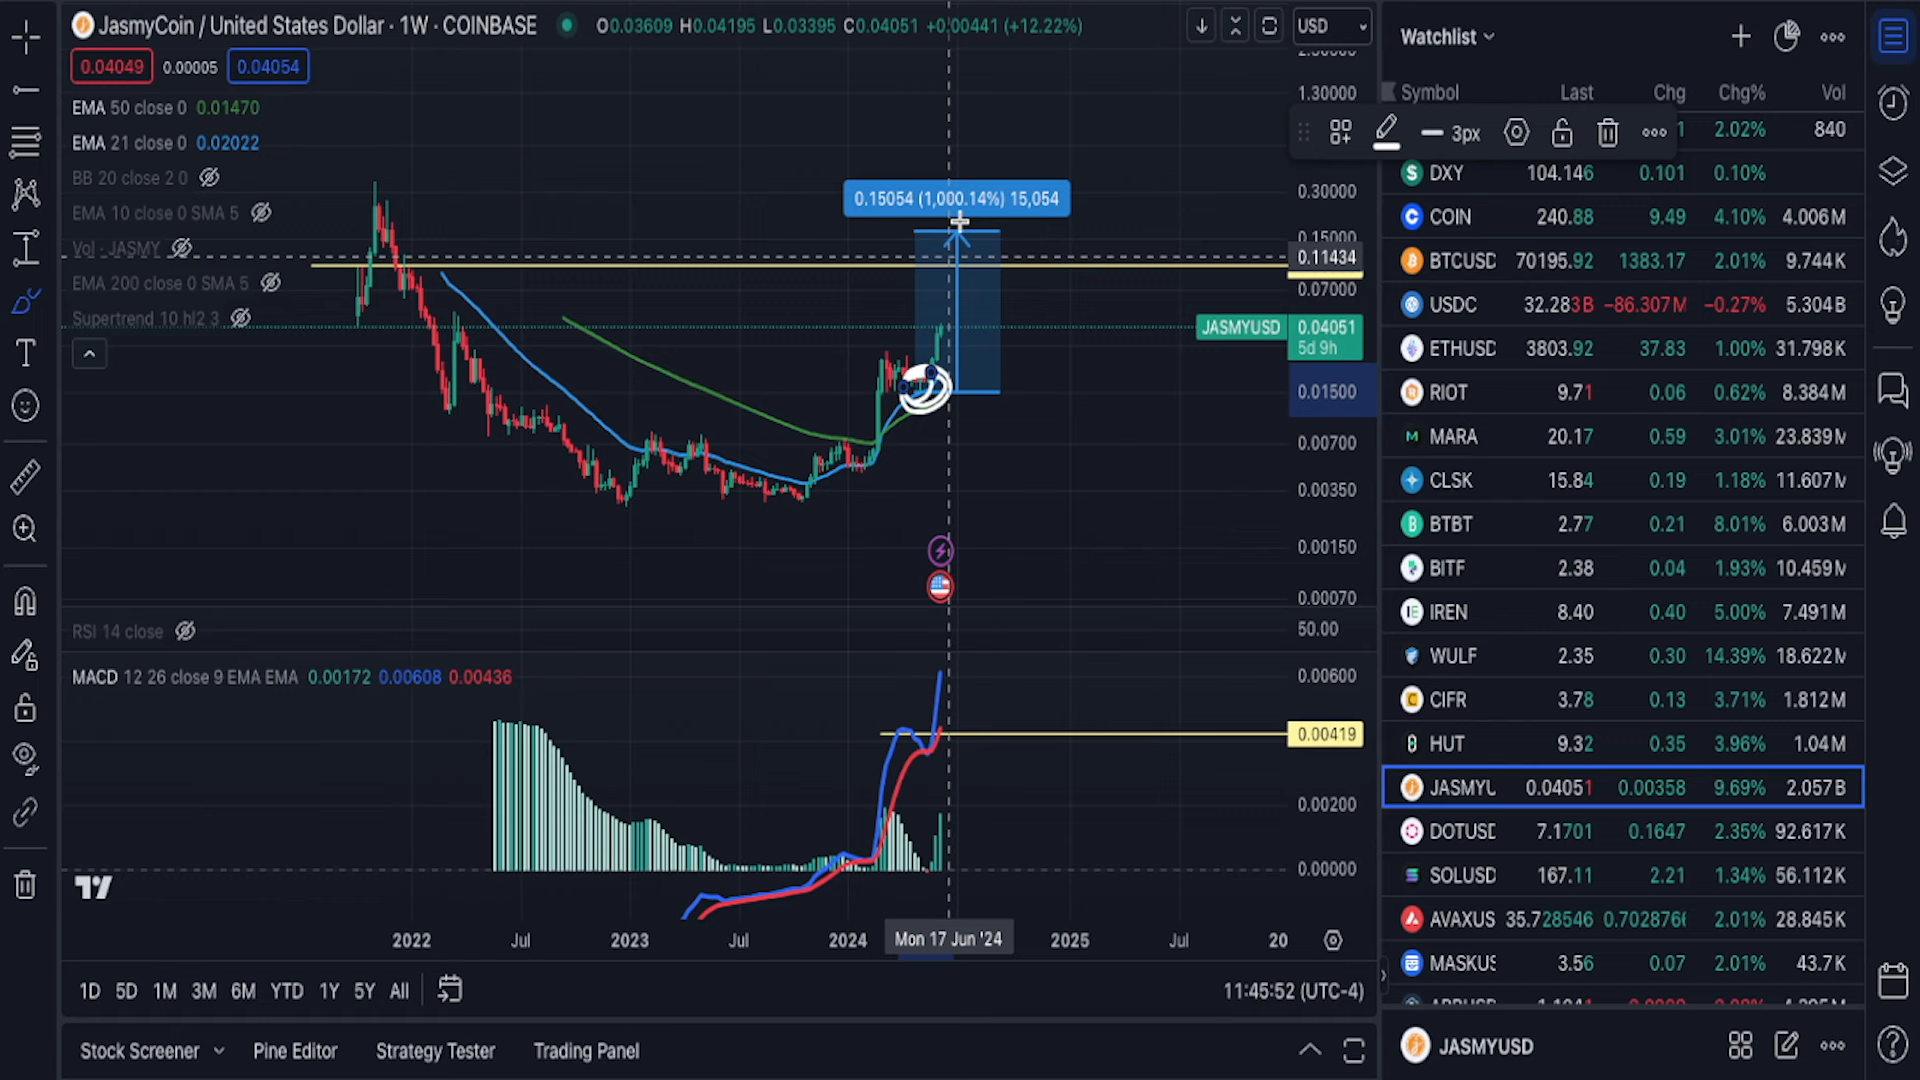 JasmyCoin / United States Dollar · 1W · COINBASE O0.03609 H0.04195 L0.03395 C0.04051 +0.00441 (+12.22%)
USD
0.04049 0.00005 0.04054
EMA 50 close 0 0.01470
EMA 21 close 0 0.02022
BB 20 close 2 0
EMA 10 close 0 SMA 5
Vol · JASMY
EMA 200 close 0 SMA 5
Supertrend 10 hl2 3
0.15054 (1,000.14%) 15,054
1.30000
0.30000
0.15000
0.11434
0.07000
JASMYUSD 0.04051
5d 9h
0.01500
0.00700
0.00350
0.00150
0.00070
RSI 14 close
50.00
MACD 12 26 close 9 EMA EMA 0.00172 0.00608 0.00436
0.00600
0.00419
0.00200
0.00000
2022 Jul 2023 Jul 2024 Mon 17 Jun '24 2025 Jul 20
1D 5D 1M 3M 6M YTD 1Y 5Y All
11:45:52 (UTC-4)
Stock Screener Pine Editor Strategy Tester Trading Panel
Watchlist
Symbol Last Chg Chg% Vol
3px
1 2.02% 840
DXY 104.146 0.101 0.10%
COIN 240.88 9.49 4.10% 4.006M
BTCUSD 70195.92 1383.17 2.01% 9.744K
USDC 32.283B −86.307M −0.27% 5.304B
ETHUSD 3803.92 37.83 1.00% 31.798K
RIOT 9.71 0.06 0.62% 8.384M
MARA 20.17 0.59 3.01% 23.839M
CLSK 15.84 0.19 1.18% 11.607M
BTBT 2.77 0.21 8.01% 6.003M
BITF 2.38 0.04 1.93% 10.459M
IREN 8.40 0.40 5.00% 7.491M
WULF 2.35 0.30 14.39% 18.622M
CIFR 3.78 0.13 3.71% 1.812M
HUT 9.32 0.35 3.96% 1.04M
JASMYU 0.04051 0.00358 9.69% 2.057B
DOTUSD 7.1701 0.1647 2.35% 92.617K
SOLUSD 167.11 2.21 1.34% 56.112K
AVAXUS 35.728546 0.7028766 2.01% 28.845K
MASKUS 3.56 0.07 2.01% 43.7K
JASMYUSD